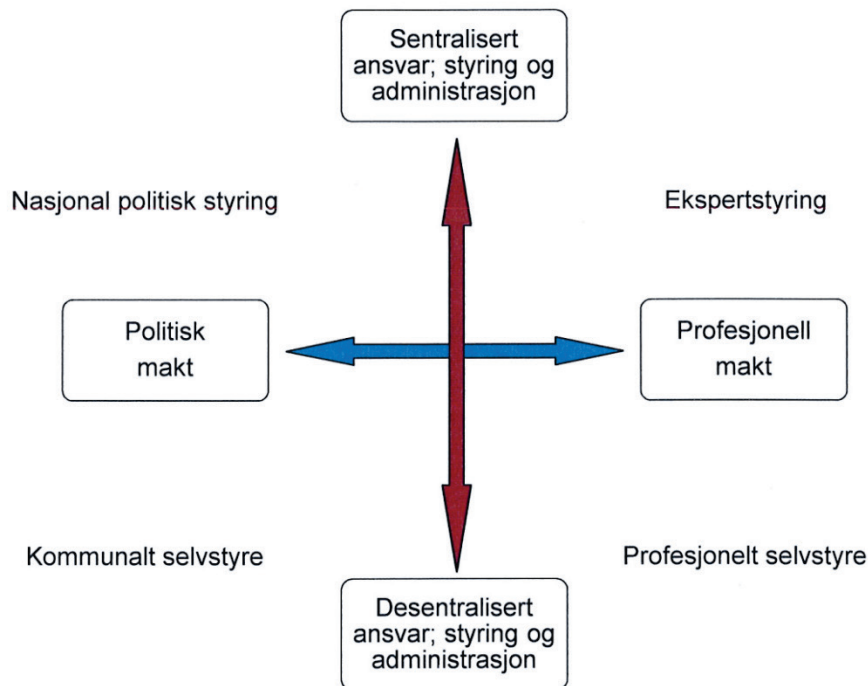 Sentralisert
ansvar; styring og
administrasjon
Nasjonal politisk styring
Ekspertstyring
Politisk
makt
Profesjonell
makt
Kommunalt selvstyre
Profesjonelt selvstyre
Desentralisert
ansvar; styring og
administrasjon